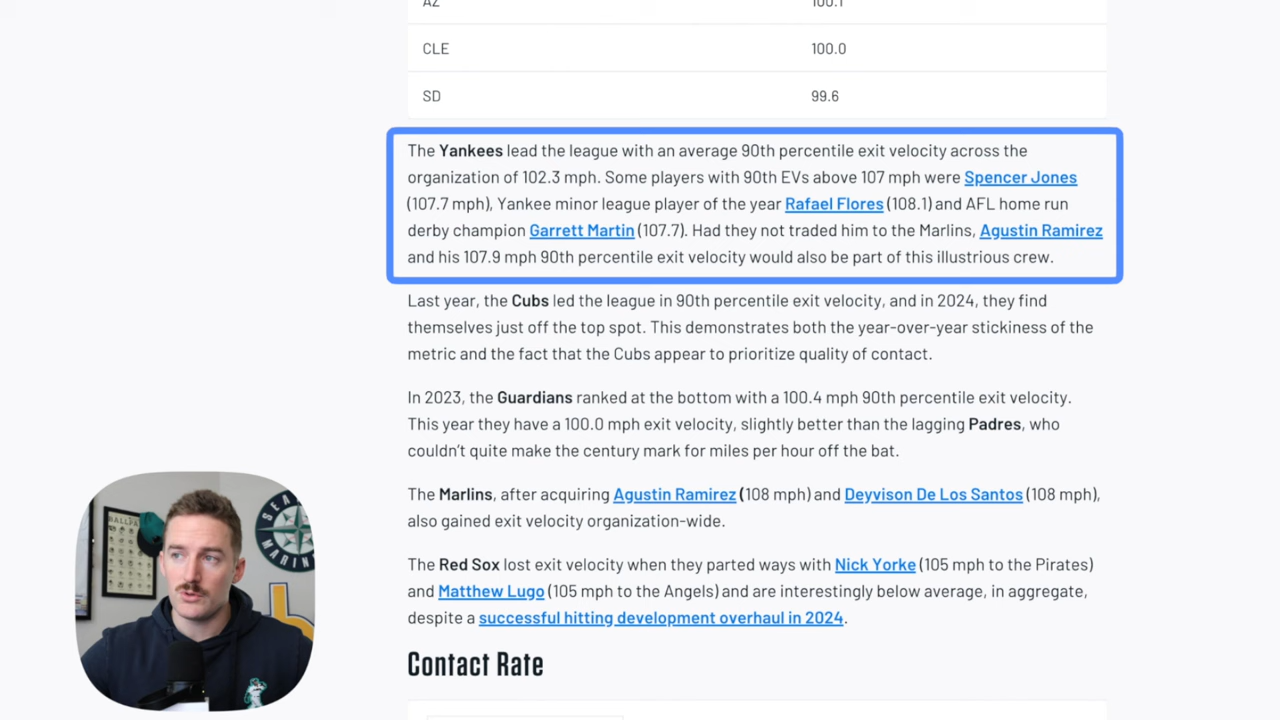 AZ
100.1
CLE
100.0
SD
99.6
The Yankees lead the league with an average 90th percentile exit velocity across the
organization of 102.3 mph. Some players with 90th EVs above 107 mph were Spencer Jones
(107.7 mph), Yankee minor league player of the year Rafael Flores (108.1) and AFL home run
derby champion Garrett Martin (107.7). Had they not traded him to the Marlins, Agustin Ramirez
and his 107.9 mph 90th percentile exit velocity would also be part of this illustrious crew.
Last year, the Cubs led the league in 90th percentile exit velocity, and in 2024, they find
themselves just off the top spot. This demonstrates both the year-over-year stickiness of the
metric and the fact that the Cubs appear to prioritize quality of contact.
In 2023, the Guardians ranked at the bottom with a 100.4 mph 90th percentile exit velocity.
This year they have a 100.0 mph exit velocity, slightly better than the lagging Padres, who
couldn't quite make the century mark for miles per hour off the bat.
The Marlins, after acquiring Agustin Ramirez (108 mph) and Deyvison De Los Santos (108 mph),
also gained exit velocity organization-wide.
The Red Sox lost exit velocity when they parted ways with Nick Yorke (105 mph to the Pirates)
and Matthew Lugo (105 mph to the Angels) and are interestingly below average, in aggregate,
despite a successful hitting development overhaul in 2024.
Contact Rate
BALLPA
SEA
MARIN